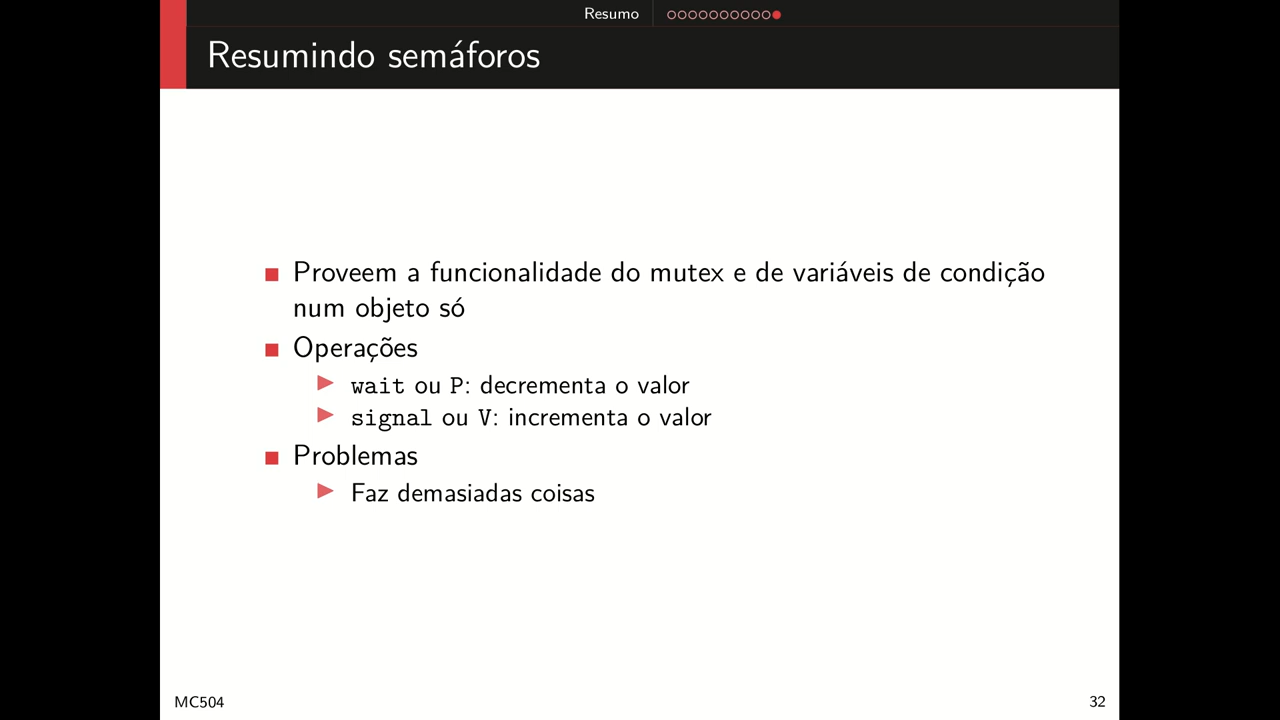 Resumo
Resumindo semáforos
Proveem a funcionalidade do mutex e de variáveis de condição
num objeto só
Operações
wait ou P: decrementa o valor
signal ou V: incrementa o valor
Problemas
Faz demasiadas coisas
MC504
32